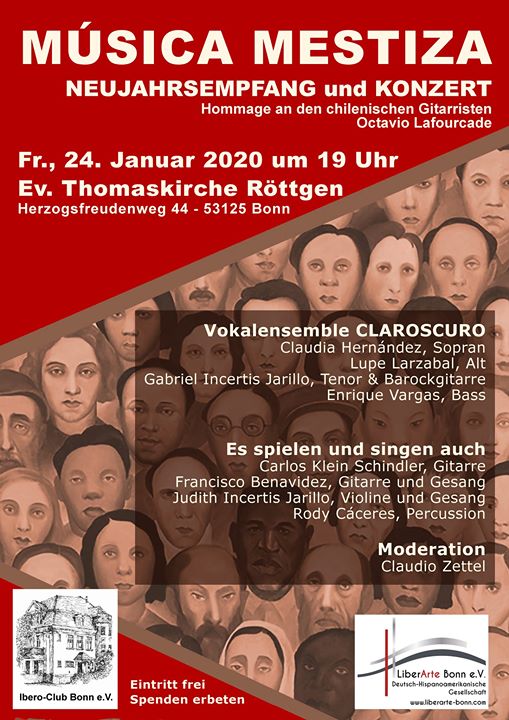 MÚSICA MESTIZA
NEUJAHRSEMPFANG und KONZERT
Hommage an den chilenischen Gitarristen
Octavio Lafourcade
Fr., 24. Januar 2020 um 19 Uhr
Ev. Thomaskirche Röttgen
Herzogsfreudenweg 44 - 53125 Bonn
Vokalensemble CLAROSCURO
Claudia Hernández, Sopran
Lupe Larzabal, Alt
Gabriel Incertis Jarillo, Tenor & Barockgitarre
Enrique Vargas, Bass
Es spielen und singen auch
Carlos Klein Schindler, Gitarre
Francisco Benavidez, Gitarre und Gesang
Judith Incertis Jarillo, Violine und Gesang
Rody Cáceres, Percussion
Moderation
Claudio Zettel
Ibero-Club Bonn e.V.
Eintritt frei
Spenden erbeten
LiberArte Bonn e.V.
Deutsch-Hispanoamerikanische
Gesellschaft
www.liberarte-bonn.com